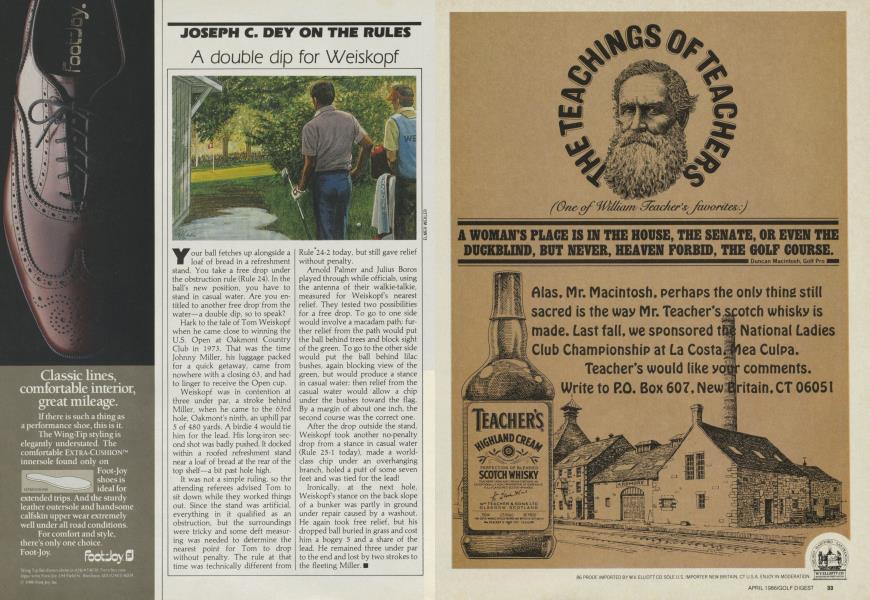 FootJoy.
Classic lines,
comfortable interior,
great mileage.
If there is such a thing as
a performance shoe, this is it.
The Wing-Tip styling is
elegantly understated. The
comfortable EXTRA-CUSHION™
innersole found only on
Foot-Joy
shoes is
ideal for
extended trips. And the sturdy
leather outersole and handsome
calfskin upper wear extremely
well under all road conditions.
For comfort and style,
there's only one choice.
Foot-Joy.
FootJoy
JOSEPH C. DEY ON THE RULES
A double dip for Weiskopf
WE
ELMER WEXLER
Your ball fetches up alongside a
loaf of bread in a refreshment
stand. You take a free drop under
the obstruction rule (Rule 24). In the
ball's new position, you have to
stand in casual water. Are you en-
titled to another free drop from the
water—a double dip, so to speak?
Hark to the tale of Tom Weiskopf
when he came close to winning the
U.S. Open at Oakmont Country
Club in 1973. That was the time
Johnny Miller, his luggage packed
for a quick getaway, came from
nowhere with a closing 63, and had
to linger to receive the Open cup.
Weiskopf was in contention at
three under par, a stroke behind
Miller, when he came to the 63rd
hole, Oakmont's ninth, an uphill par
5 of 480 yards. A birdie 4 would tie
him for the lead. His long-iron sec-
ond shot was badly pushed. It docked
within a roofed refreshment stand
near a loaf of bread at the rear of the
top shelf—a bit past hole high.
It was not a simple ruling, so the
attending referees advised Tom to
sit down while they worked things
out. Since the stand was artificial,
everything in it qualified as an
obstruction, but the surroundings
were tricky and some deft measur-
ing was needed to determine the
nearest point for Tom to drop
without penalty. The rule at that
time was technically different from
Rule 24-2 today, but still gave relief
without penalty.
Arnold Palmer and Julius Boros
played through while officials, using
the antenna of their walkie-talkie,
measured for Weiskopf's nearest
relief. They tested two possibilities
for a free drop. To go to one side
would involve a macadam path; fur-
ther relief from the path would put
the ball behind trees and block sight
of the green. To go to the other side
would put the ball behind lilac
bushes, again blocking view of the
green, but would produce a stance
in casual water; then relief from the
casual water would allow a chip
under the bushes toward the flag.
By a margin of about one inch, the
second course was the correct one.
After the drop outside the stand,
Weiskopf took another no-penalty
drop from a stance in casual water
(Rule 25-1 today), made a world-
class chip under an overhanging
branch, holed a putt of some seven
feet and was tied for the lead!
Ironically, at the next hole,
Weiskopf's stance on the back slope
of a bunker was partly in ground
under repair caused by a washout.
He again took free relief, but his
dropped ball buried in grass and cost
him a bogey 5 and a share of the
lead. He remained three under par
to the end and lost by two strokes to
the fleeting Miller. ■
THE TEACHINGS OF TEACHERS
(One of William Teacher's favorites:)
A WOMAN'S PLACE IS IN THE HOUSE, THE SENATE, OR EVEN THE
DUCKBLIND, BUT NEVER, HEAVEN FORBID, THE GOLF COURSE.
Duncan Macintosh, Golf Pro
Alas, Mr. Macintosh, perhaps the only thing still
sacred is the way Mr. Teacher's scotch whisky is
made. Last fall, we sponsored the National Ladies
Club Championship at La Costa. Mea Culpa.
Teacher's would like your comments.
Write to P.O. Box 607, New Britain, CT 06051
TEACHER'S
HIGHLAND CREAM
PERFECTION OF BLENDED
SCOTCH WHISKY
Wm TEACHER & SONS LTD
GLASGOW SCOTLAND
ARDMORE
86 PROOF IMPORTED BY W.V. ELLIOTT CO. SOLE U.S. IMPORTER NEW BRITAIN, CT U.S.A. ENJOY IN MODERATION.
APRIL 1986/GOLF DIGEST 33